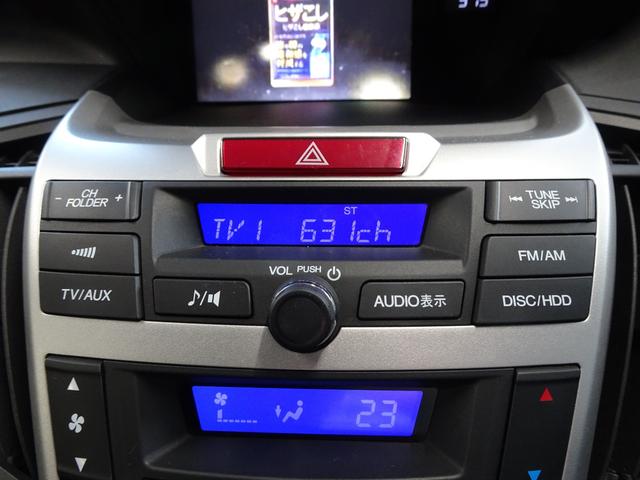 ヒザこし
CH
- FOLDER +
TUNE
SKIP
ST
TV1 631ch
FM/AM
VOL PUSH
TV/AUX
AUDIO表示
DISC/HDD
23